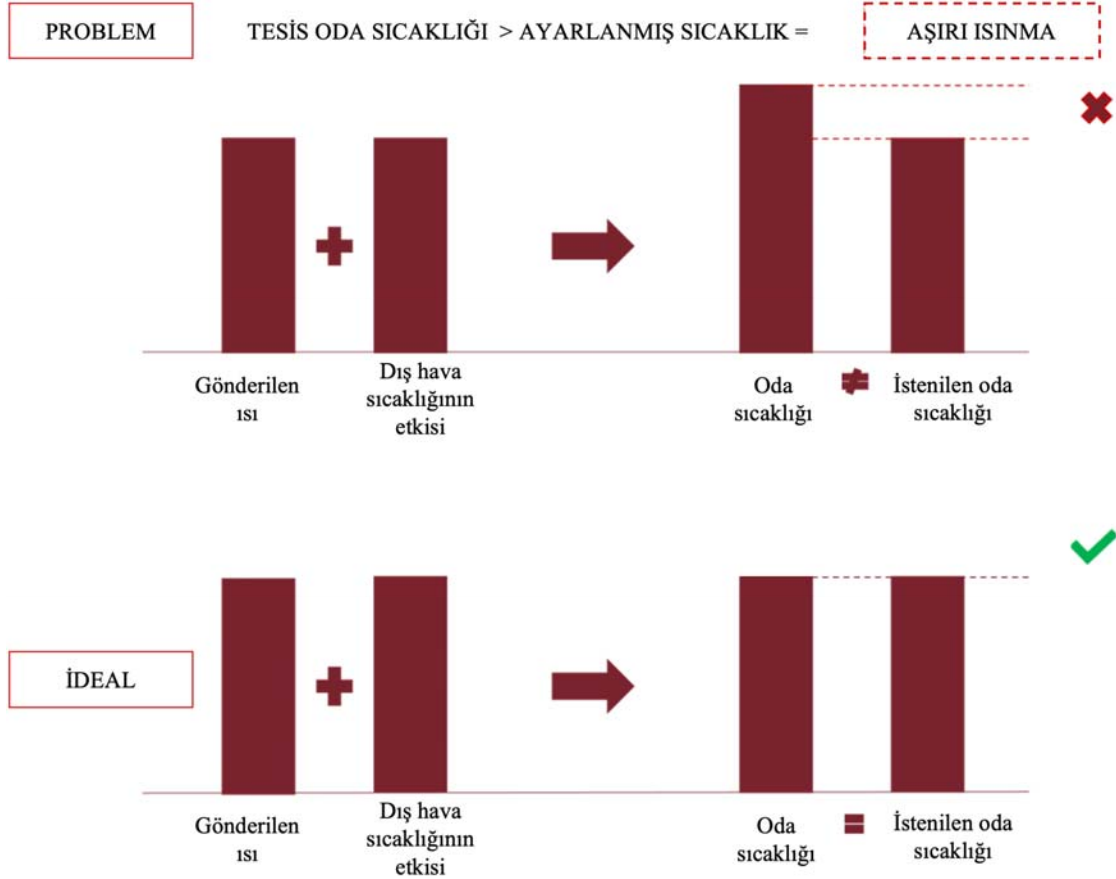 PROBLEM
TESİS ODA SICAKLIĞI > AYARLANMIŞ SICAKLIK =
AŞIRI ISINMA
Gönderilen
ısı
Dış hava
sıcaklığının
etkisi
Oda
sıcaklığı
≠
İstenilen oda
sıcaklığı
İDEAL
Gönderilen
ısı
Dış hava
sıcaklığının
etkisi
Oda
sıcaklığı
=
İstenilen oda
sıcaklığı